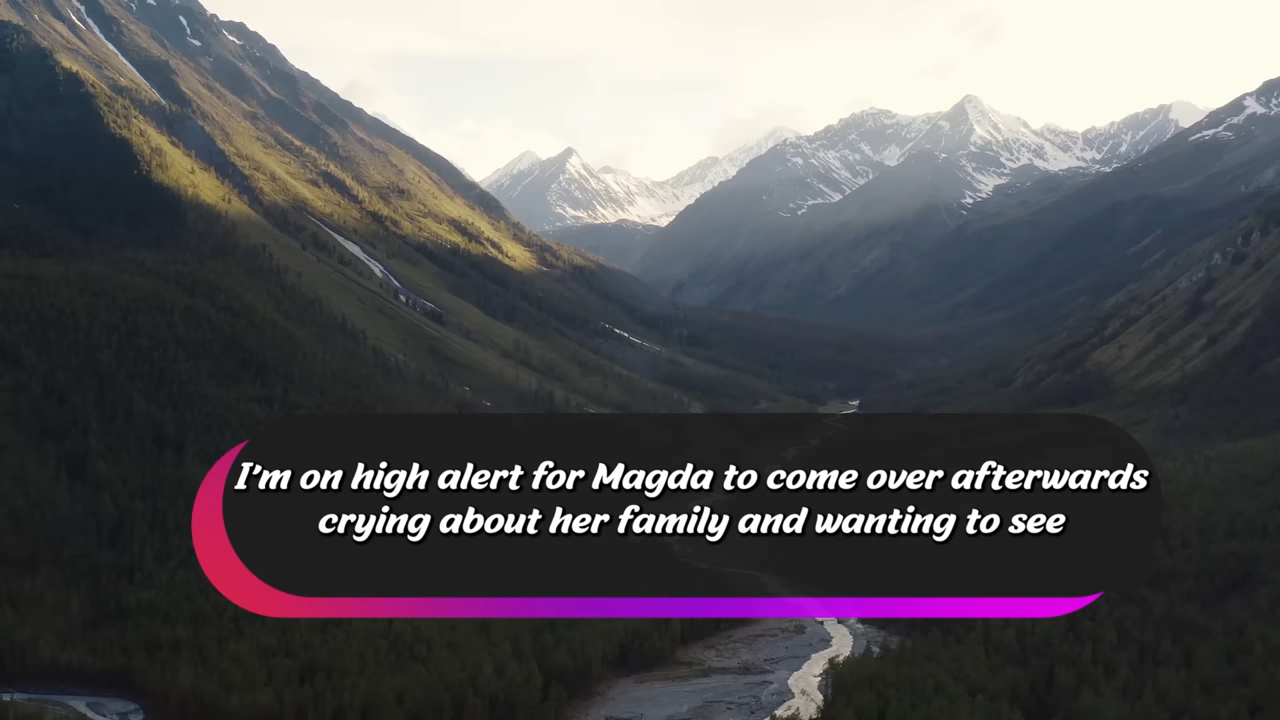 I'm on high alert for Magda to come over afterwards
crying about her family and wanting to see